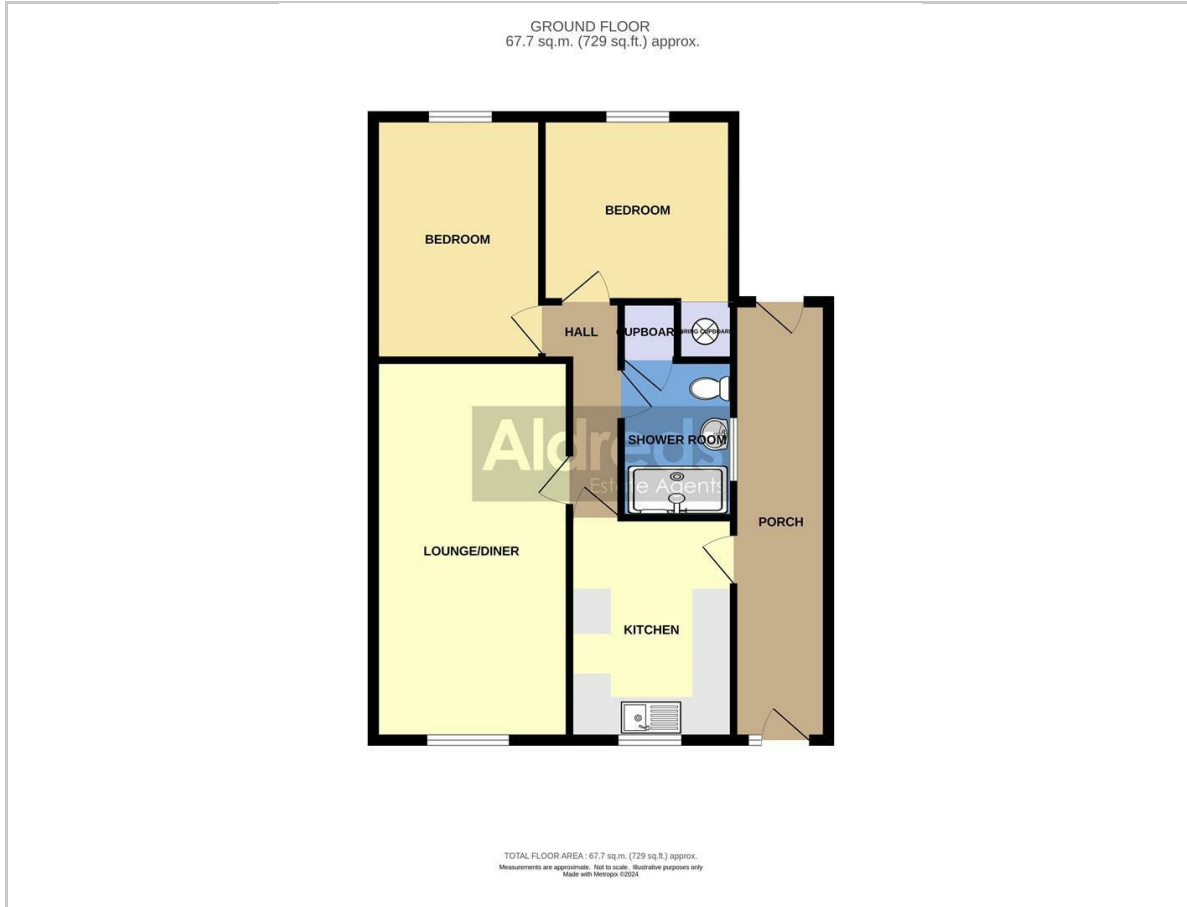 GROUND FLOOR
67.7 sq.m. (729 sq.ft.) approx.
BEDROOM
BEDROOM
HALL
CUPBOARD
AIRING CUPBOARD
Aldreds
Estate Agents
SHOWER ROOM
PORCH
LOUNGE/DINER
KITCHEN
TOTAL FLOOR AREA : 67.7 sq.m. (729 sq.ft.) approx.
Measurements are approximate. Not to scale. Illustrative purposes only
Made with Metropix ©2024